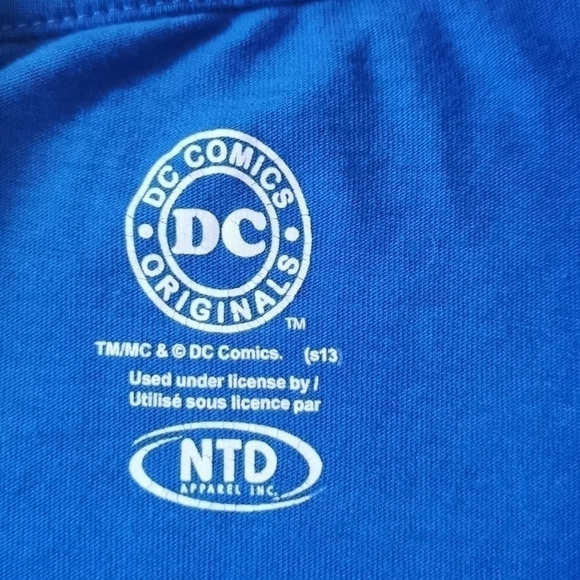 DC COMICS
DC
ORIGINALS
TM
TM/MC & © DC Comics. (s13)
Used under license by /
Utilisé sous licence par
NTD
APPAREL INC.